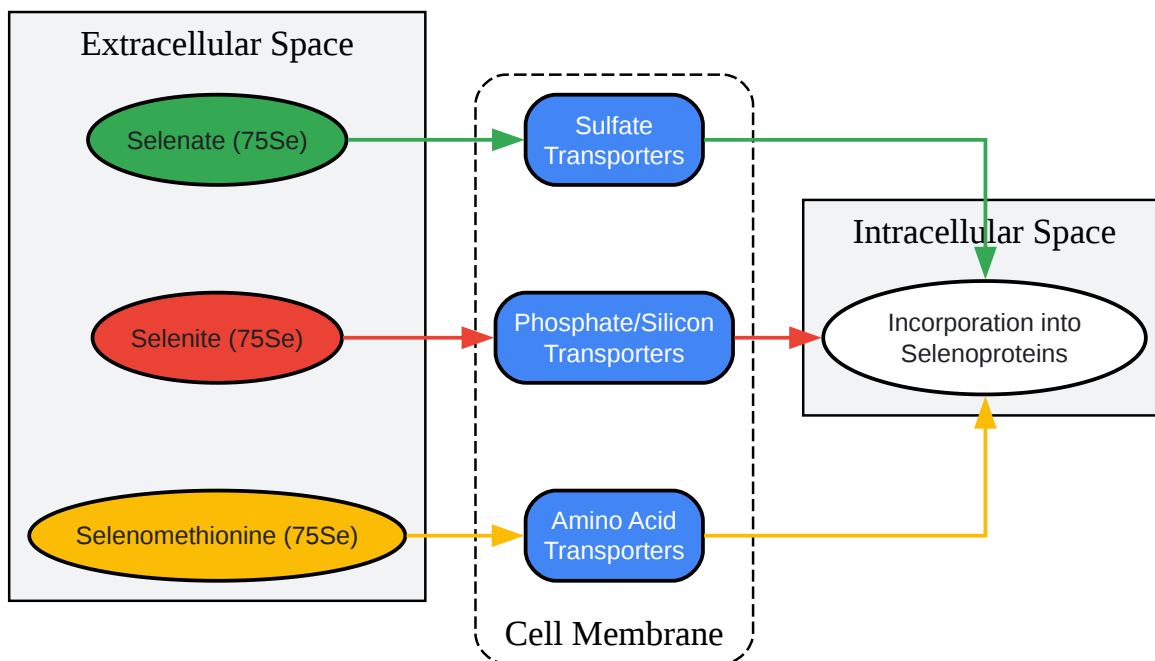 Extracellular Space
Selenate (75Se)
Selenite (75Se)
Selenomethionine (75Se)
Sulfate
Transporters
Phosphate/Silicon
Transporters
Amino Acid
Transporters
Cell Membrane
Intracellular Space
Incorporation into
Selenoproteins